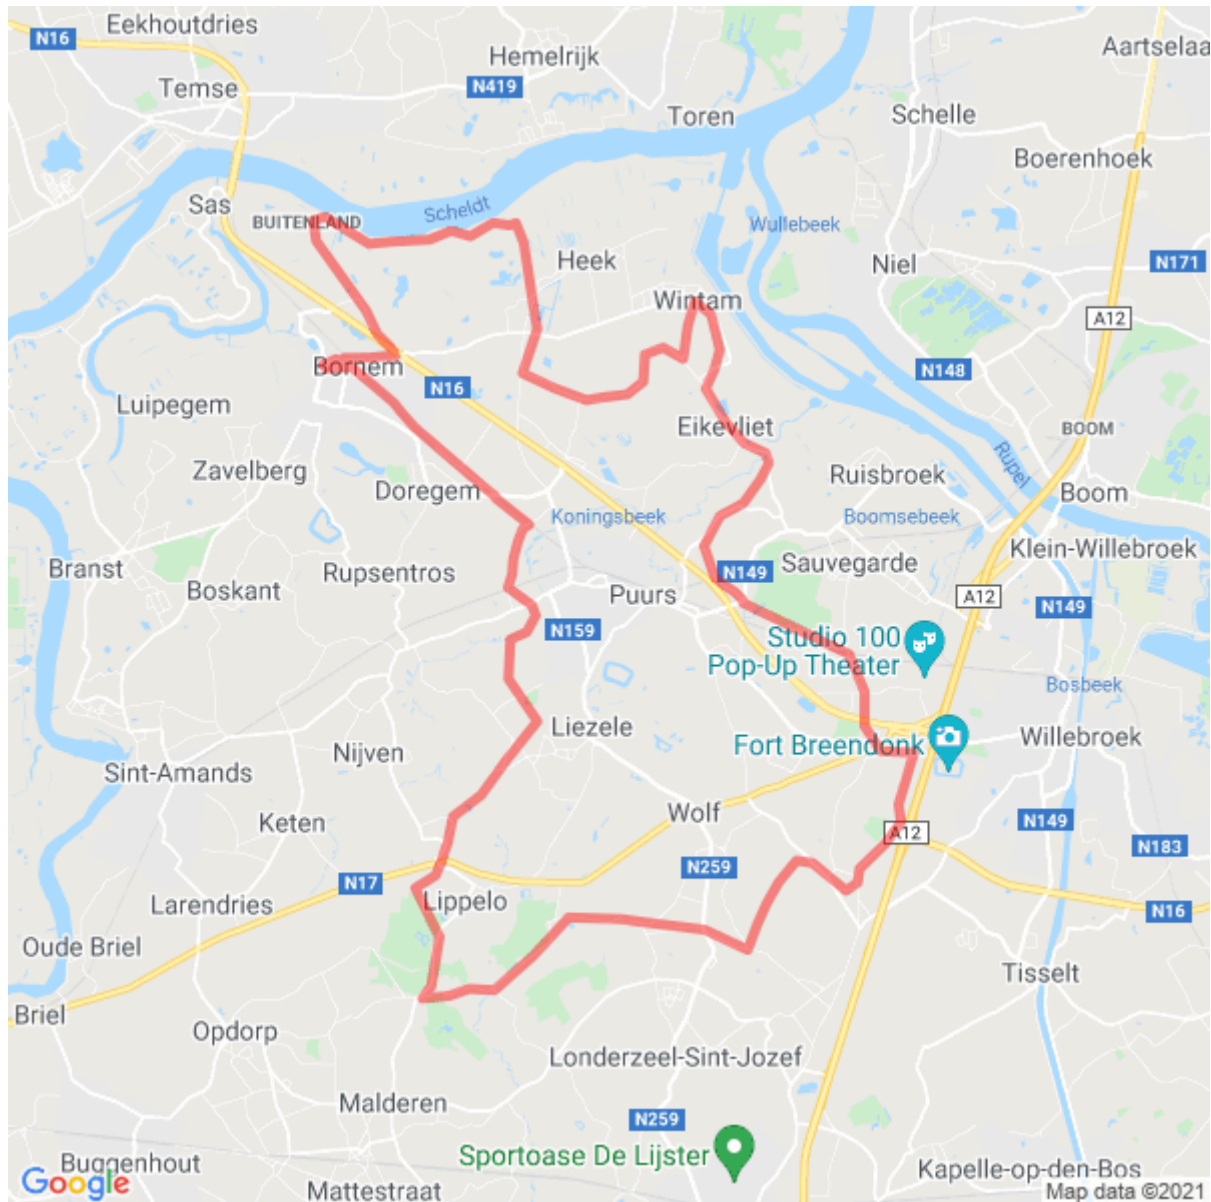 Eekhoutdries
N16
Aartselaa
Hemelrijk
Temse
N419
Toren
Schelle
Boerenhoek
Sas
Scheldt
BUITENLAND
Wullebeek
Heek
Niel
N171
Wintam
A12
Bornem
N16
N148
Luipegem
Eikevliet
BOOM
Zavelberg
Ruisbroek
Rupel
Doregem
Boom
Koningsbeek
Boomsebeek
Klein-Willebroek
Branst
Rupsentros
Sauvegarde
Boskant
N149
Puurs
A12
N149
N159
Studio 100
Pop-Up Theater
Bosbeek
Liezele
Nijven
Fort Breendonk
Willebroek
Sint-Amands
Wolf
Keten
N149
A12
N183
N259
N17
Lippelo
Larendries
N16
Oude Briel
Tisselt
Briel
Opdorp
Londerzeel-Sint-Jozef
Malderen
N259
Sportoase De Lijster
Buggenhout
Kapelle-op-den-Bos
Google
Mattestraat
Map data ©2021